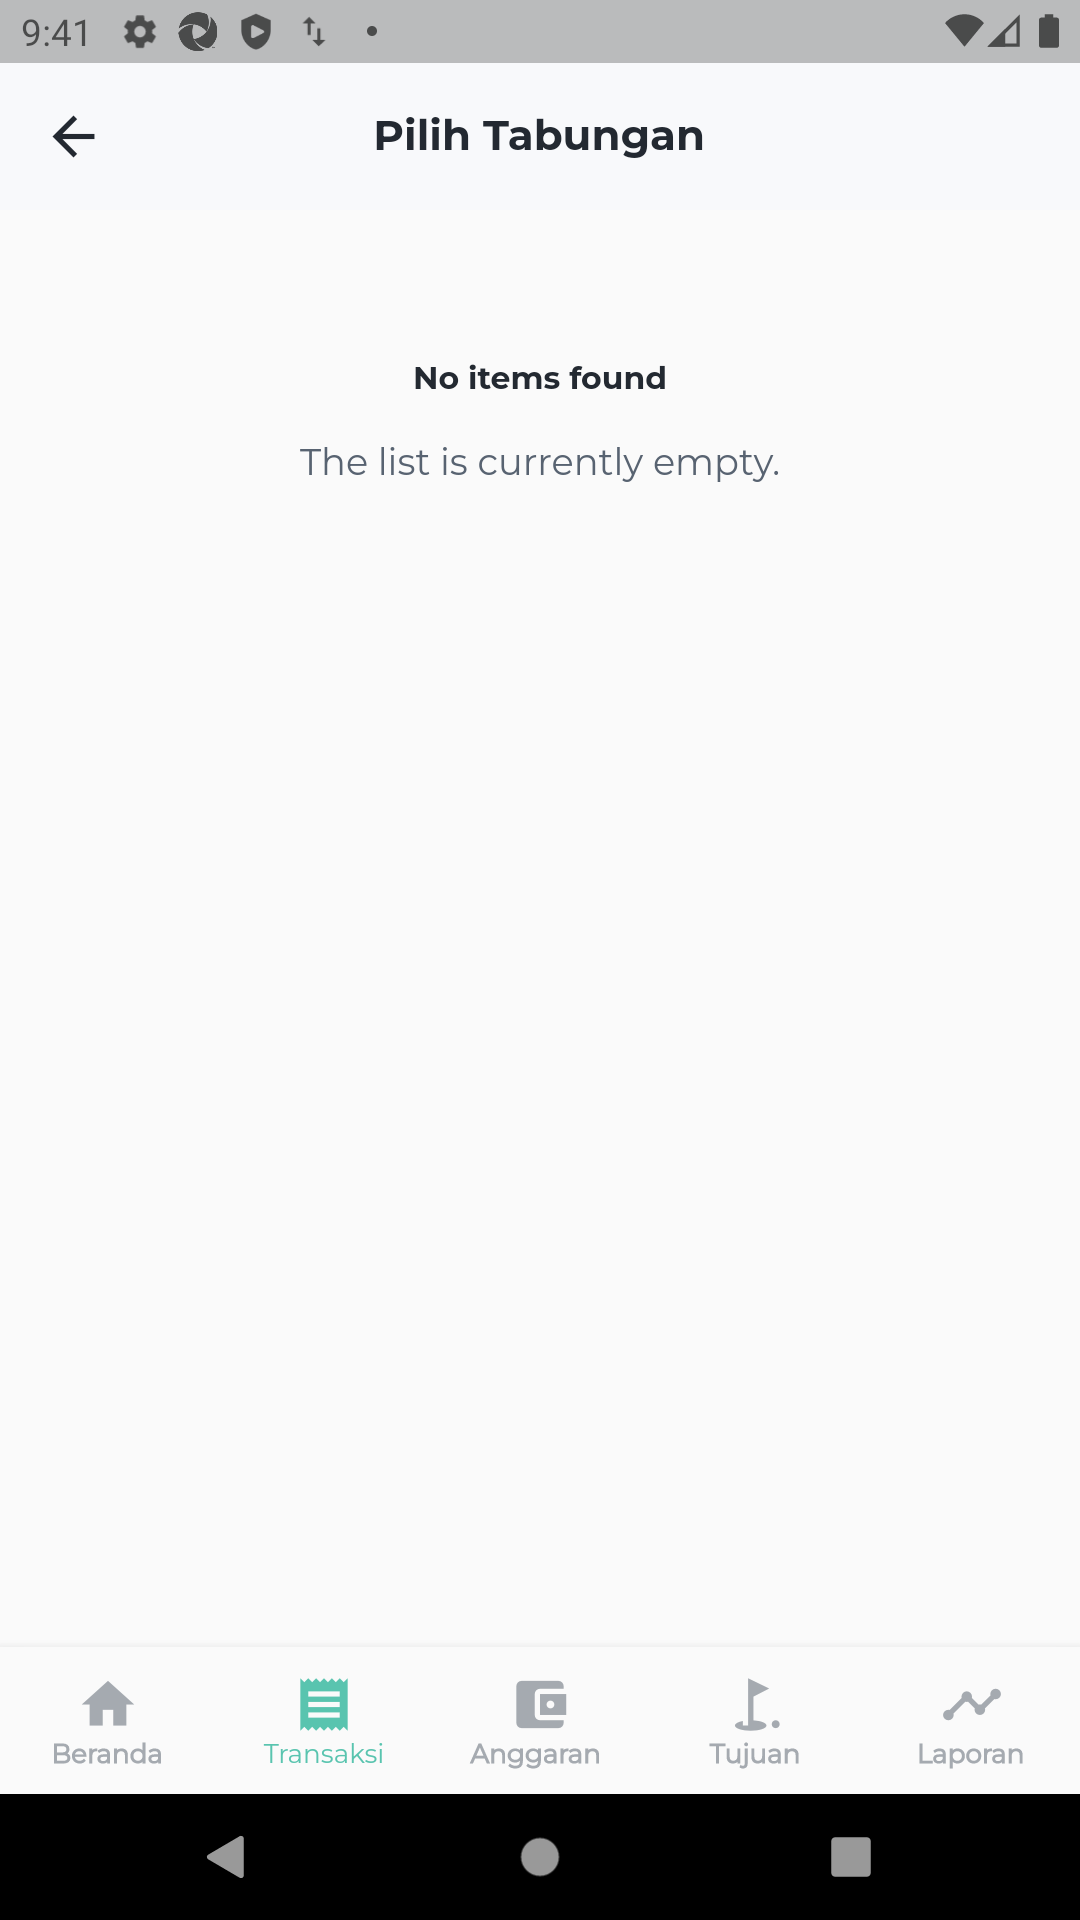 9:41
Pilih Tabungan
No items found
The list is currently empty.
Beranda
Transaksi
Anggaran
Tujuan
Laporan